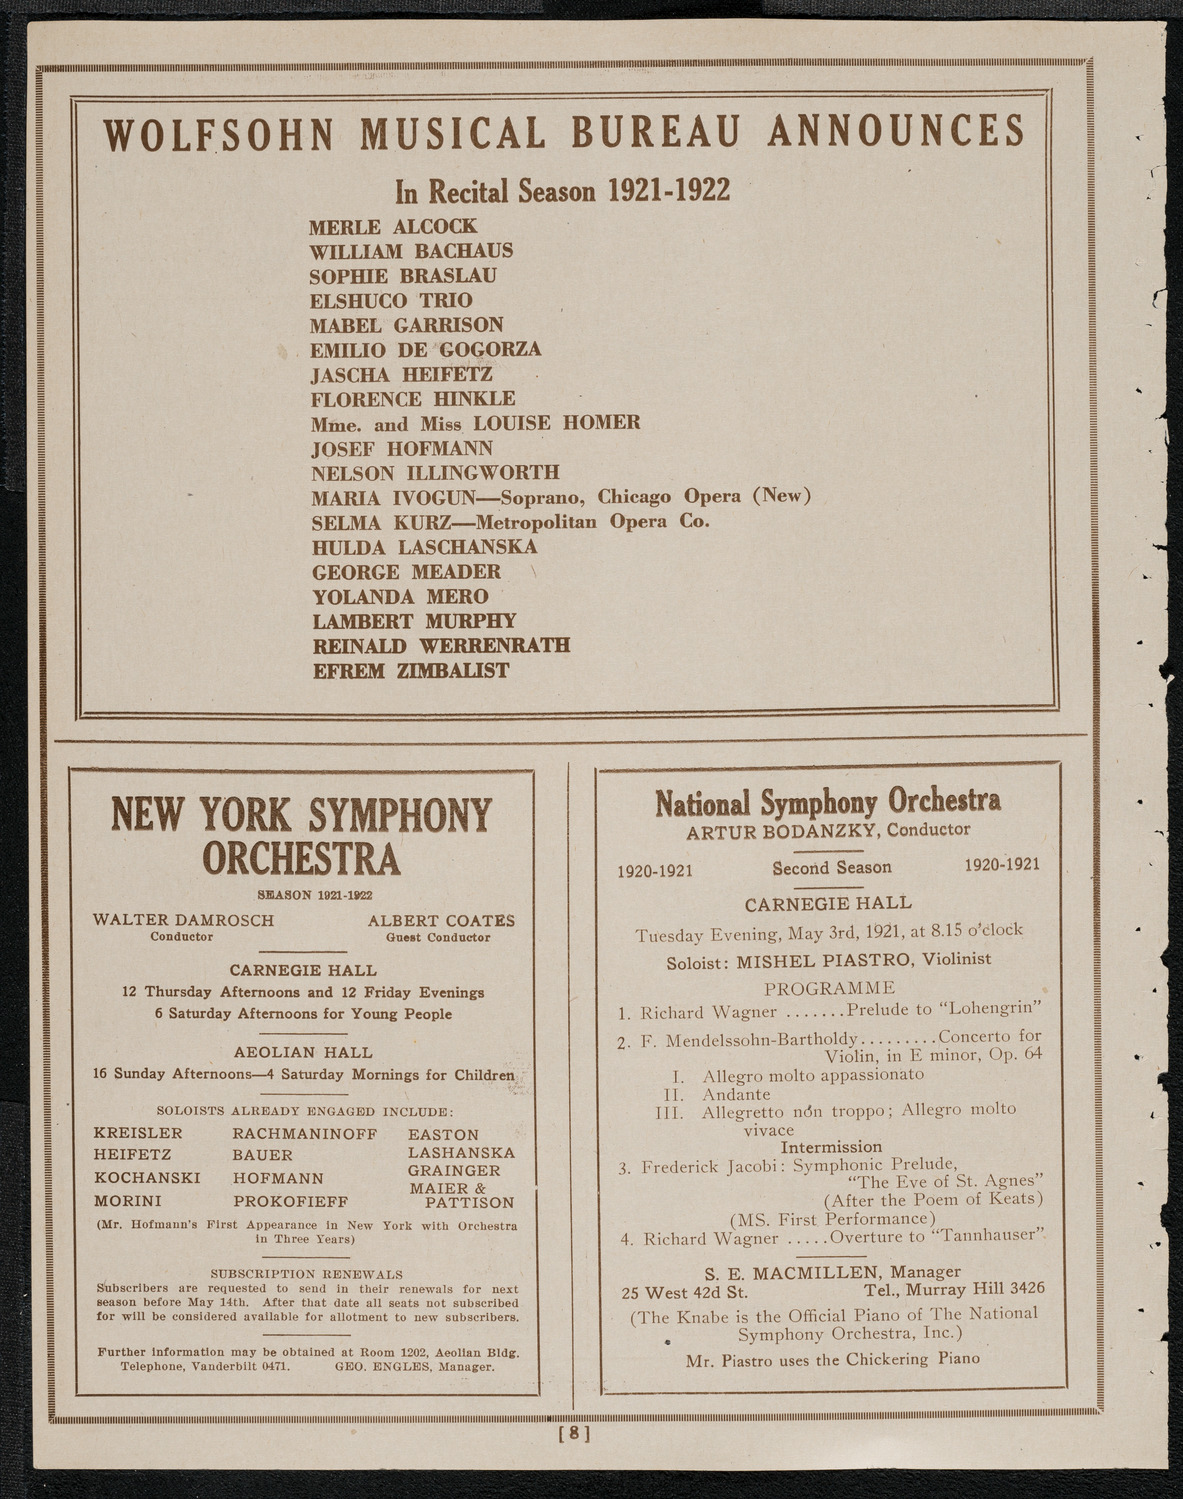 WOLFSOHN MUSICAL BUREAU ANNOUNCES
In Recital Season 1921-1922
MERLE ALCOCK
WILLIAM BACHAUS
SOPHIE BRASLAU
ELSHUCO TRIO
MABEL GARRISON
EMILIO DE GOGORZA
JASCHA HEIFETZ
FLORENCE HINKLE
Mme. and Miss LOUISE HOMER
JOSEF HOFMANN
NELSON ILLINGWORTH
MARIA IVOGUN—Soprano, Chicago Opera (New)
SELMA KURZ—Metropolitan Opera Co.
HULDA LASCHANSKA
GEORGE MEADER
YOLANDA MERO
LAMBERT MURPHY
REINALD WERRENRATH
EFREM ZIMBALIST
NEW YORK SYMPHONY
ORCHESTRA
SEASON 1921-1922
WALTER DAMROSCH ALBERT COATES
Conductor Guest Conductor
CARNEGIE HALL
12 Thursday Afternoons and 12 Friday Evenings
6 Saturday Afternoons for Young People
AEOLIAN HALL
16 Sunday Afternoons—4 Saturday Mornings for Children
SOLOISTS ALREADY ENGAGED INCLUDE:
KREISLER RACHMANINOFF EASTON
HEIFETZ BAUER LASHANSKA
KOCHANSKI HOFMANN GRAINGER
MORINI PROKOFIEFF MAIER &
PATTISON
(Mr. Hofmann's First Appearance in New York with Orchestra
in Three Years)
SUBSCRIPTION RENEWALS
Subscribers are requested to send in their renewals for next
season before May 14th. After that date all seats not subscribed
for will be considered available for allotment to new subscribers.
Further information may be obtained at Room 1202, Aeolian Bldg.
Telephone, Vanderbilt 0471. GEO. ENGLES, Manager.
National Symphony Orchestra
ARTUR BODANZKY, Conductor
1920-1921 Second Season 1920-1921
CARNEGIE HALL
Tuesday Evening, May 3rd, 1921, at 8.15 o'clock
Soloist: MISHEL PIASTRO, Violinist
PROGRAMME
1. Richard Wagner .......Prelude to "Lohengrin"
2. F. Mendelssohn-Bartholdy.........Concerto for
Violin, in E minor, Op. 64
I. Allegro molto appassionato
II. Andante
III. Allegretto non troppo; Allegro molto
vivace
Intermission
3. Frederick Jacobi: Symphonic Prelude,
"The Eve of St. Agnes"
(After the Poem of Keats)
(MS. First Performance)
4. Richard Wagner .....Overture to "Tannhauser"
S. E. MACMILLEN, Manager
25 West 42d St. Tel., Murray Hill 3426
(The Knabe is the Official Piano of The National
Symphony Orchestra, Inc.)
Mr. Piastro uses the Chickering Piano
[8]